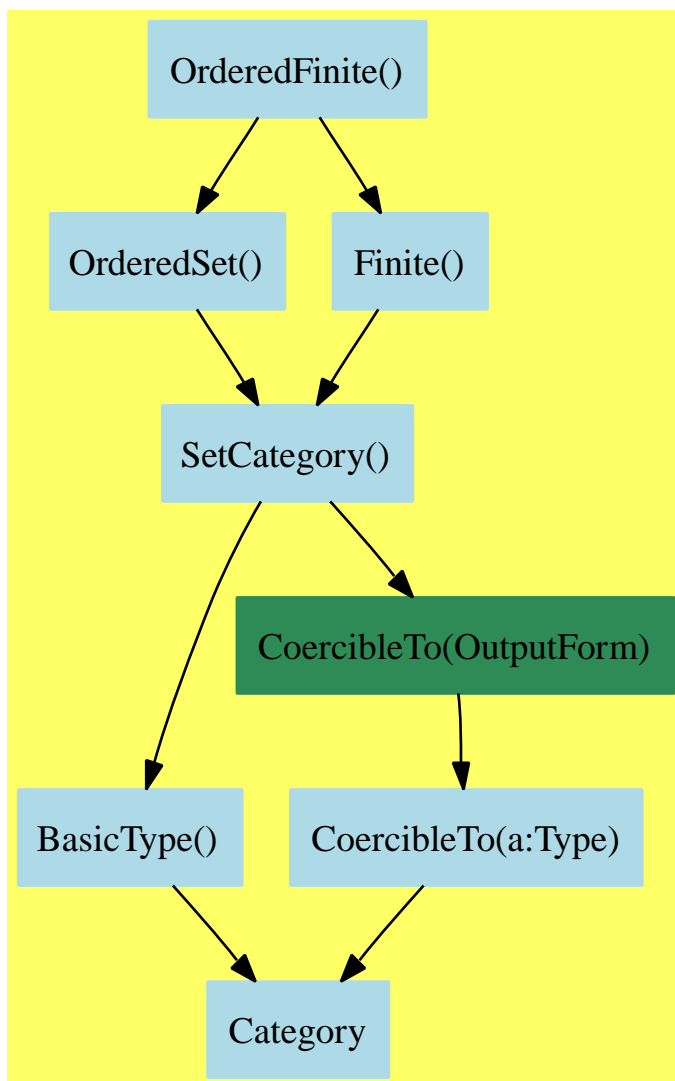 OrderedFinite()
OrderedSet()
Finite()
SetCategory()
CoercibleTo(OutputForm)
BasicType()
CoercibleTo(a:Type)
Category